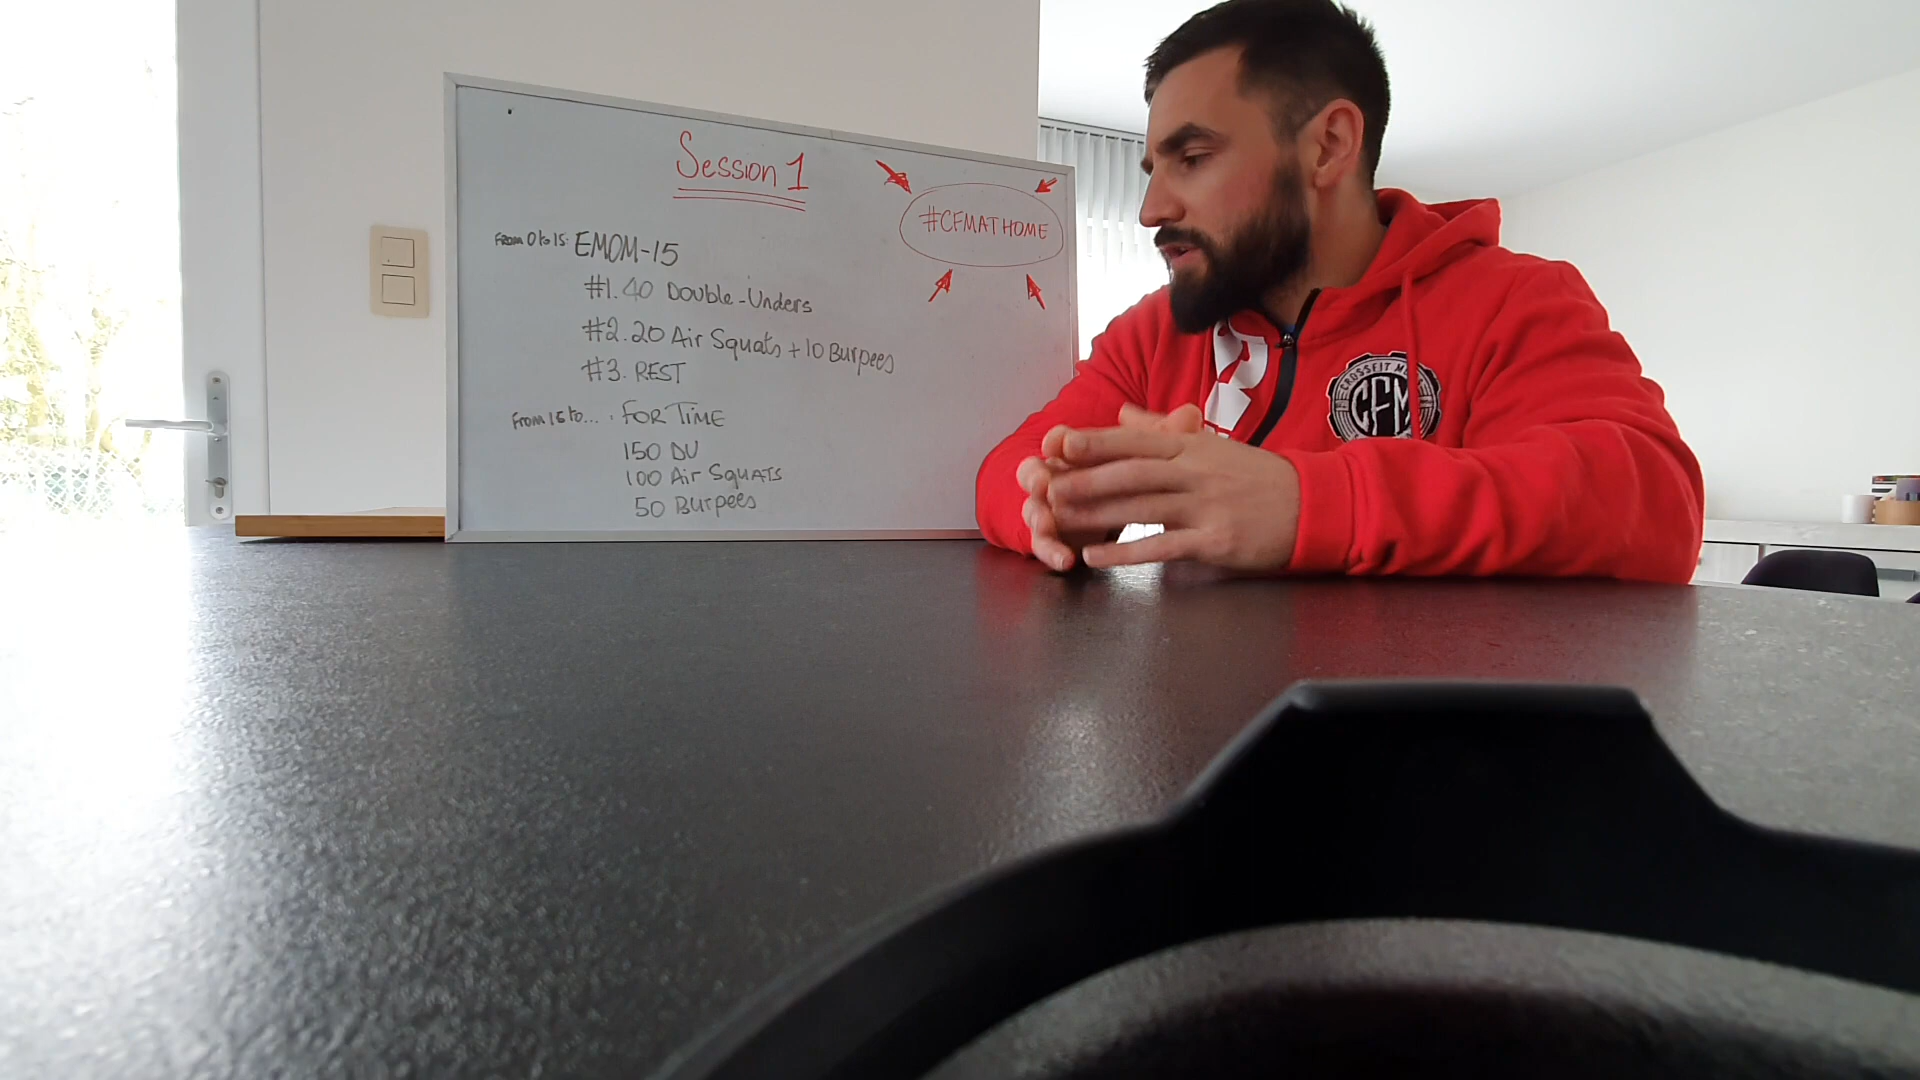 Session 1
#CFMATHOME
From 0 to 15: EMOM-15
#1. 40 Double-Unders
#2. 20 Air Squats + 10 Burpees
#3. REST
From 15 to... : FOR TIME
150 DU
100 Air SquATS
50 Burpees
CROSSFIT
CFM